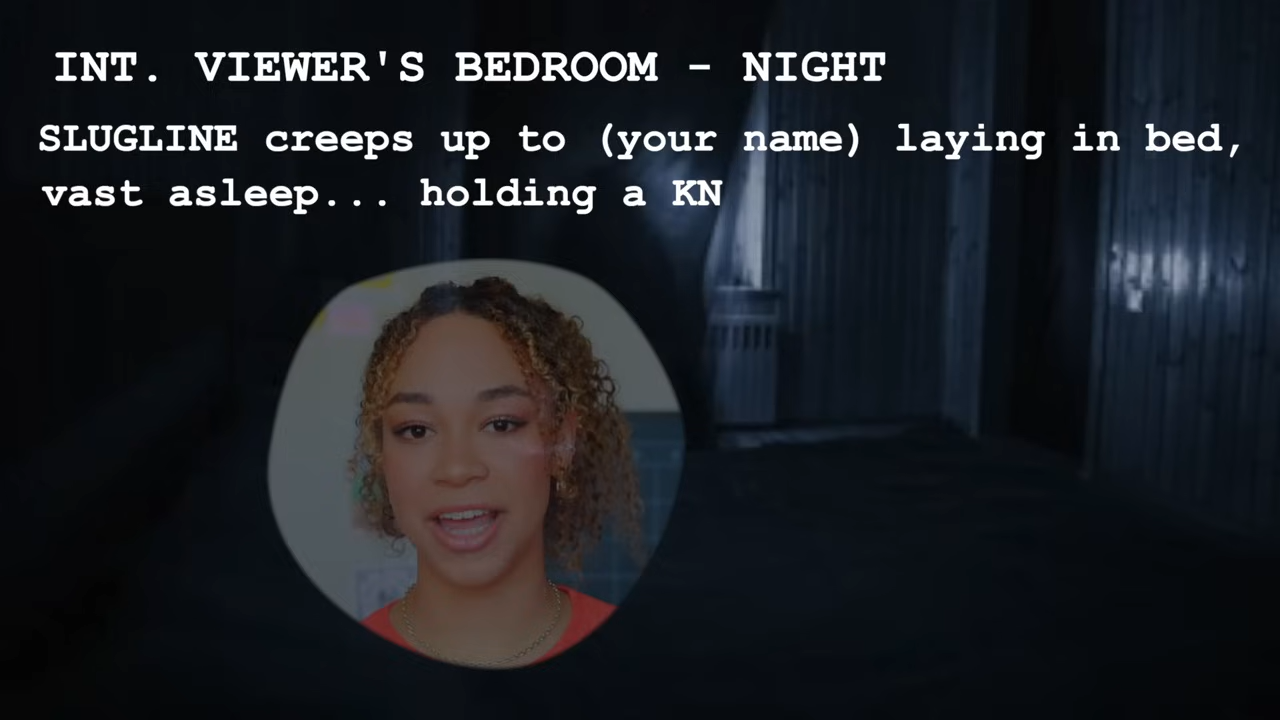 INT. VIEWER'S BEDROOM - NIGHT
SLUGLINE creeps up to (your name) laying in bed,
vast asleep... holding a KN